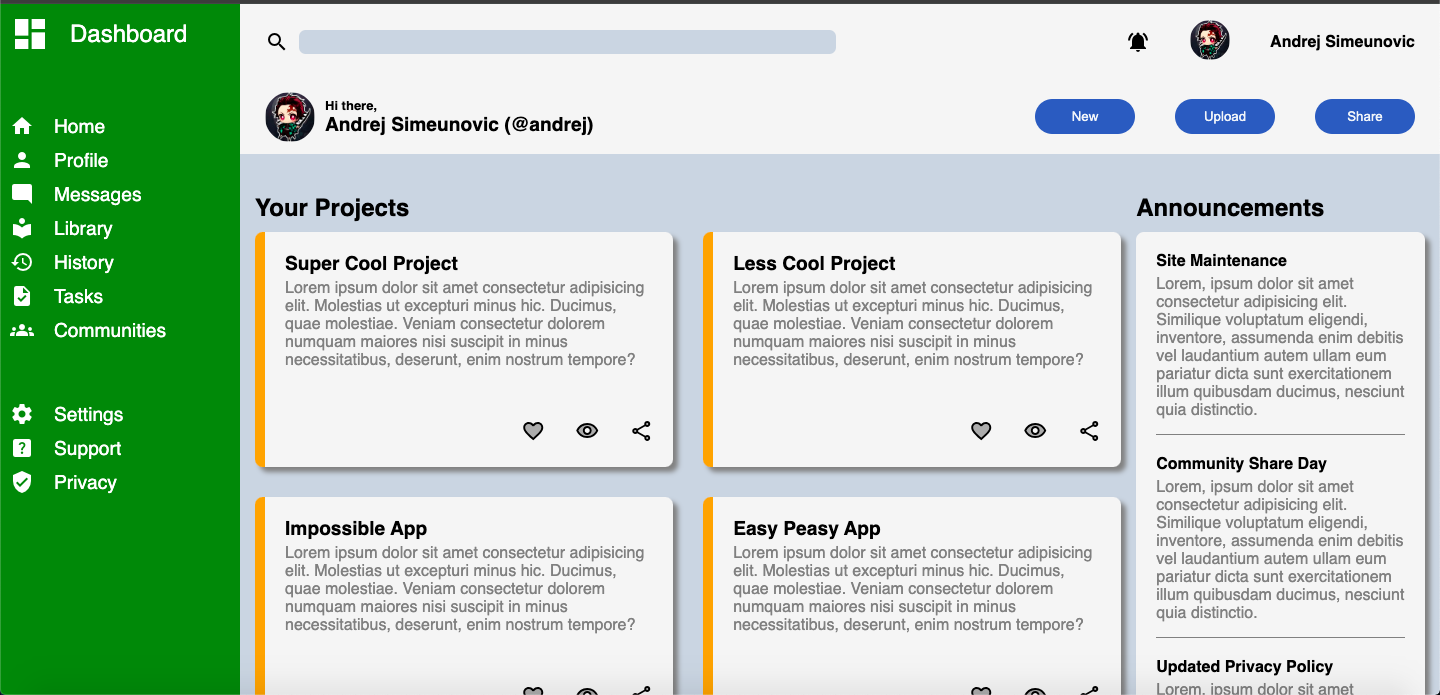 Dashboard
Home
Profile
Messages
Library
History
Tasks
Communities
Settings
Support
Privacy
Andrej Simeunovic
Hi there,
Andrej Simeunovic (@andrej)
New
Upload
Share
Your Projects
Super Cool Project
Lorem ipsum dolor sit amet consectetur adipisicing
elit. Molestias ut excepturi minus hic. Ducimus,
quae molestiae. Veniam consectetur dolorem
numquam maiores nisi suscipit in minus
necessitatibus, deserunt, enim nostrum tempore?
Less Cool Project
Lorem ipsum dolor sit amet consectetur adipisicing
elit. Molestias ut excepturi minus hic. Ducimus,
quae molestiae. Veniam consectetur dolorem
numquam maiores nisi suscipit in minus
necessitatibus, deserunt, enim nostrum tempore?
Impossible App
Lorem ipsum dolor sit amet consectetur adipisicing
elit. Molestias ut excepturi minus hic. Ducimus,
quae molestiae. Veniam consectetur dolorem
numquam maiores nisi suscipit in minus
necessitatibus, deserunt, enim nostrum tempore?
Easy Peasy App
Lorem ipsum dolor sit amet consectetur adipisicing
elit. Molestias ut excepturi minus hic. Ducimus,
quae molestiae. Veniam consectetur dolorem
numquam maiores nisi suscipit in minus
necessitatibus, deserunt, enim nostrum tempore?
Announcements
Site Maintenance
Lorem, ipsum dolor sit amet
consectetur adipisicing elit.
Similique voluptatum eligendi,
inventore, assumenda enim debitis
vel laudantium autem ullam eum
pariatur dicta sunt exercitationem
illum quibusdam ducimus, nesciunt
quia distinctio.
Community Share Day
Lorem, ipsum dolor sit amet
consectetur adipisicing elit.
Similique voluptatum eligendi,
inventore, assumenda enim debitis
vel laudantium autem ullam eum
pariatur dicta sunt exercitationem
illum quibusdam ducimus, nesciunt
quia distinctio.
Updated Privacy Policy
Lorem, ipsum dolor sit amet